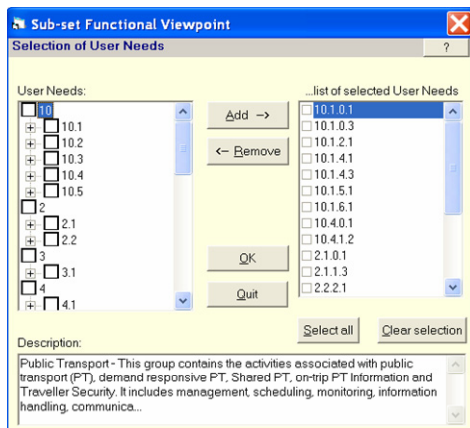 Sub-set Functional Viewpoint
Selection of User Needs
?
User Needs:
10
10.1
10.2
10.3
10.4
10.5
2
2.1
2.2
3
3.1
4
4.1
Add ->
<- Remove
OK
Quit
...list of selected User Needs
10.1.0.1
10.1.0.3
10.1.2.1
10.1.4.1
10.1.4.3
10.1.5.1
10.1.6.1
10.4.0.1
10.4.1.2
2.1.0.1
2.1.1.3
2.2.2.1
Select all
Clear selection
Description:
Public Transport - This group contains the activities associated with public
transport (PT), demand responsive PT, Shared PT, on-trip PT Information and
Traveller Security. It includes management, scheduling, monitoring, information
handling, communica...